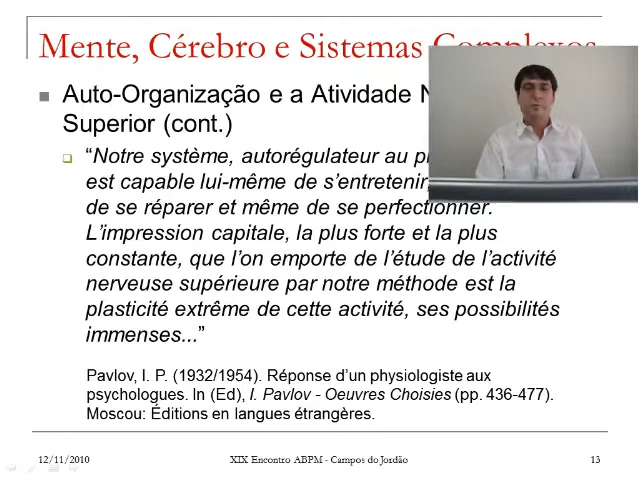 Mente, Cérebro e Sistemas Complexos
Auto-Organização e a Atividade
Superior (cont.)
“Notre système, autorégulateur au
est capable lui-même de s’entretenir,
de se réparer et même de se perfectionner.
L’impression capitale, la plus forte et la plus
constante, que l’on emporte de l’étude de l’activité
nerveuse supérieure par notre méthode est la
plasticité extrême de cette activité, ses possibilités
immenses...”
Pavlov, I. P. (1932/1954). Réponse d’un physiologiste aux
psychologues. In (Ed), I. Pavlov - Oeuvres Choisies (pp. 436-477).
Moscou: Éditions en langues étrangères.
12/11/2010 XIX Encontro ABPM - Campos do Jordão 13